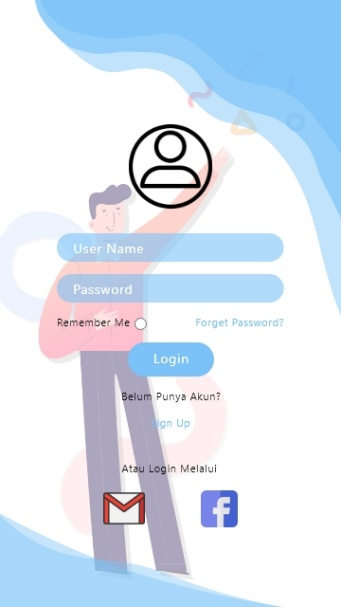 User Name
Password
Remember Me
Forget Password?
Login
Belum Punya Akun?
Sign Up
Atau Login Melalui